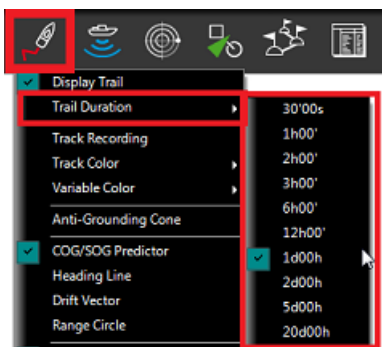 Display Trail
Trail Duration
Track Recording
Track Color
Variable Color
Anti-Grounding Cone
COG/SOG Predictor
Heading Line
Drift Vector
Range Circle
30'00s
1h00'
2h00'
3h00'
6h00'
12h00'
1d00h
2d00h
5d00h
20d00h